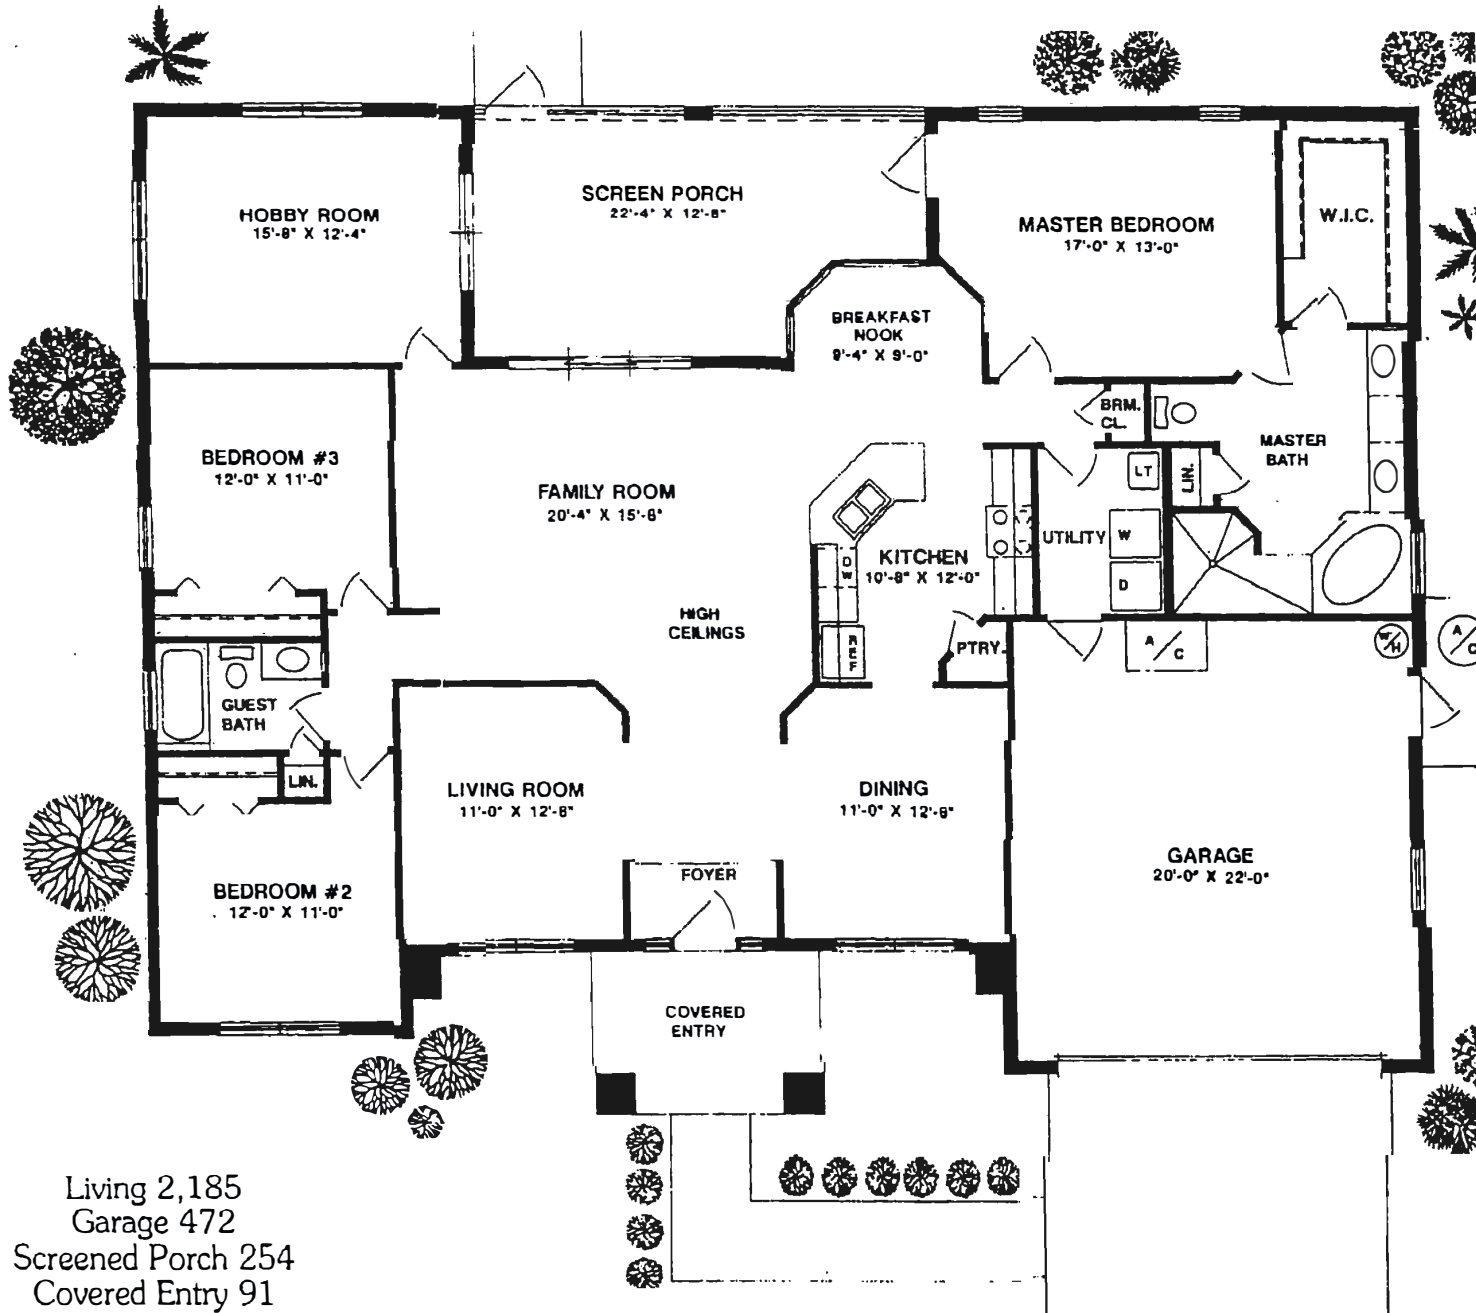 SCREEN PORCH
22'-4" X 12'-8"
HOBBY ROOM
15'-8" X 12'-4"
MASTER BEDROOM
17'-0" X 13'-0"
W.I.C.
BREAKFAST
NOOK
9'-4" X 9'-0"
BRM.
CL.
MASTER
BATH
BEDROOM #3
12'-0" X 11'-0"
FAMILY ROOM
20'-4" X 15'-8"
LT
LIN.
UTILITY
W
D
KITCHEN
10'-8" X 12'-0"
DW
REF
PTRY.
HIGH
CEILINGS
A/C
W/H
A/C
GUEST
BATH
LIN.
LIVING ROOM
11'-0" X 12'-8"
DINING
11'-0" X 12'-8"
GARAGE
20'-0" X 22'-0"
FOYER
BEDROOM #2
12'-0" X 11'-0"
COVERED
ENTRY
Living 2,185
Garage 472
Screened Porch 254
Covered Entry 91